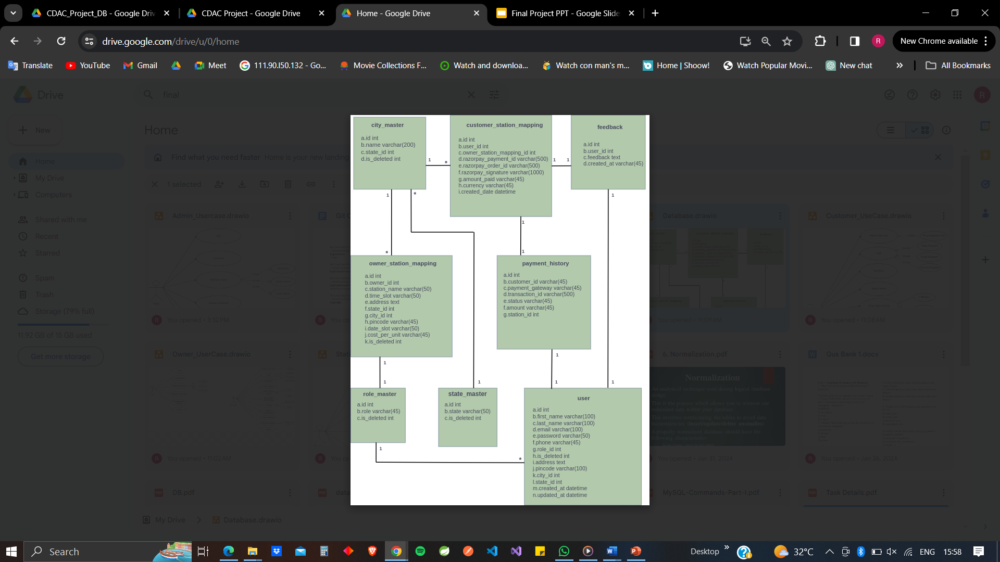 CDAC_Project_DB - Google Driv
CDAC Project - Google Drive
Home - Google Drive
Final Project PPT - Google Slide
drive.google.com/drive/u/0/home
R
New Chrome available
Translate
YouTube
Gmail
Meet
111.90.l50.132 - Go...
Movie Collections F...
Watch and downloa...
Watch con man's m...
Home | Shoow!
Watch Popular Movi...
New chat
All Bookmarks
Drive
final
R
New
Home
Find what you need faster Home is your new landing
Home
My Drive
Computers
1 selected
Shared with me
Recent
Starred
Spam
Trash
Storage (79% full)
11.92 GB of 15 GB used
Get more storage
Admin_Usercase.drawio
Git
Database.drawio
Customer_UseCase.drawio
You opened • 2:32 PM
You opened • 11:09 AM
You opened • 11:08 AM
Owner_UserCase.drawio
6. Normalization.pdf
Qus Bank 1.docx
Normalization
You opened • 11:02 AM
You opened • Jan 31, 2024
You opened • Jan 26, 2024
DB.pdf
MySQL-Commands-Part-I.pdf
Task Details.pdf
My Drive
Database.drawio
city_master
a.id int
b.name varchar(200)
c.state_id int
d.is_deleted int
1
*
customer_station_mapping
a.id int
b.user_id int
c.owner_station_mapping_id int
d.razorpay_payment_id varchar(500)
e.razorpay_order_id varchar(500)
f.razorpay_signature varchar(1000)
g.amount_paid varchar(45)
h.currency varchar(45)
i.created_date datetime
1
1
feedback
a.id int
b.user_id int
c.feedback text
d.created_at varchar(45)
1
*
1
1
*
1
owner_station_mapping
a.id int
b.owner_id int
c.station_name varchar(50)
d.time_slot varchar(50)
e.address text
f.state_id int
g.city_id int
h.pincode varchar(45)
i.date_slot varchar(50)
j.cost_per_unit varchar(45)
k.is_deleted int
payment_history
a.id int
b.customer_id varchar(45)
c.payment_gateway varchar(45)
d.transaction_id varchar(500)
e.status varchar(45)
f.amount varchar(45)
g.station_id int
1
1
1
1
1
1
role_master
a.id int
b.role varchar(45)
c.is_deleted int
state_master
a.id int
b.state varchar(50)
c.is_deleted int
user
a.id int
b.first_name varchar(100)
c.last_name varchar(100)
d.email varchar(100)
e.password varchar(50)
f.phone varchar(45)
g.role_id int
h.is_deleted int
i.address text
j.pincode varchar(100)
k.city_id int
l.state_id int
m.created_at datetime
n.updated_at datetime
1
*
Search
Desktop
32°C
ENG
15:58